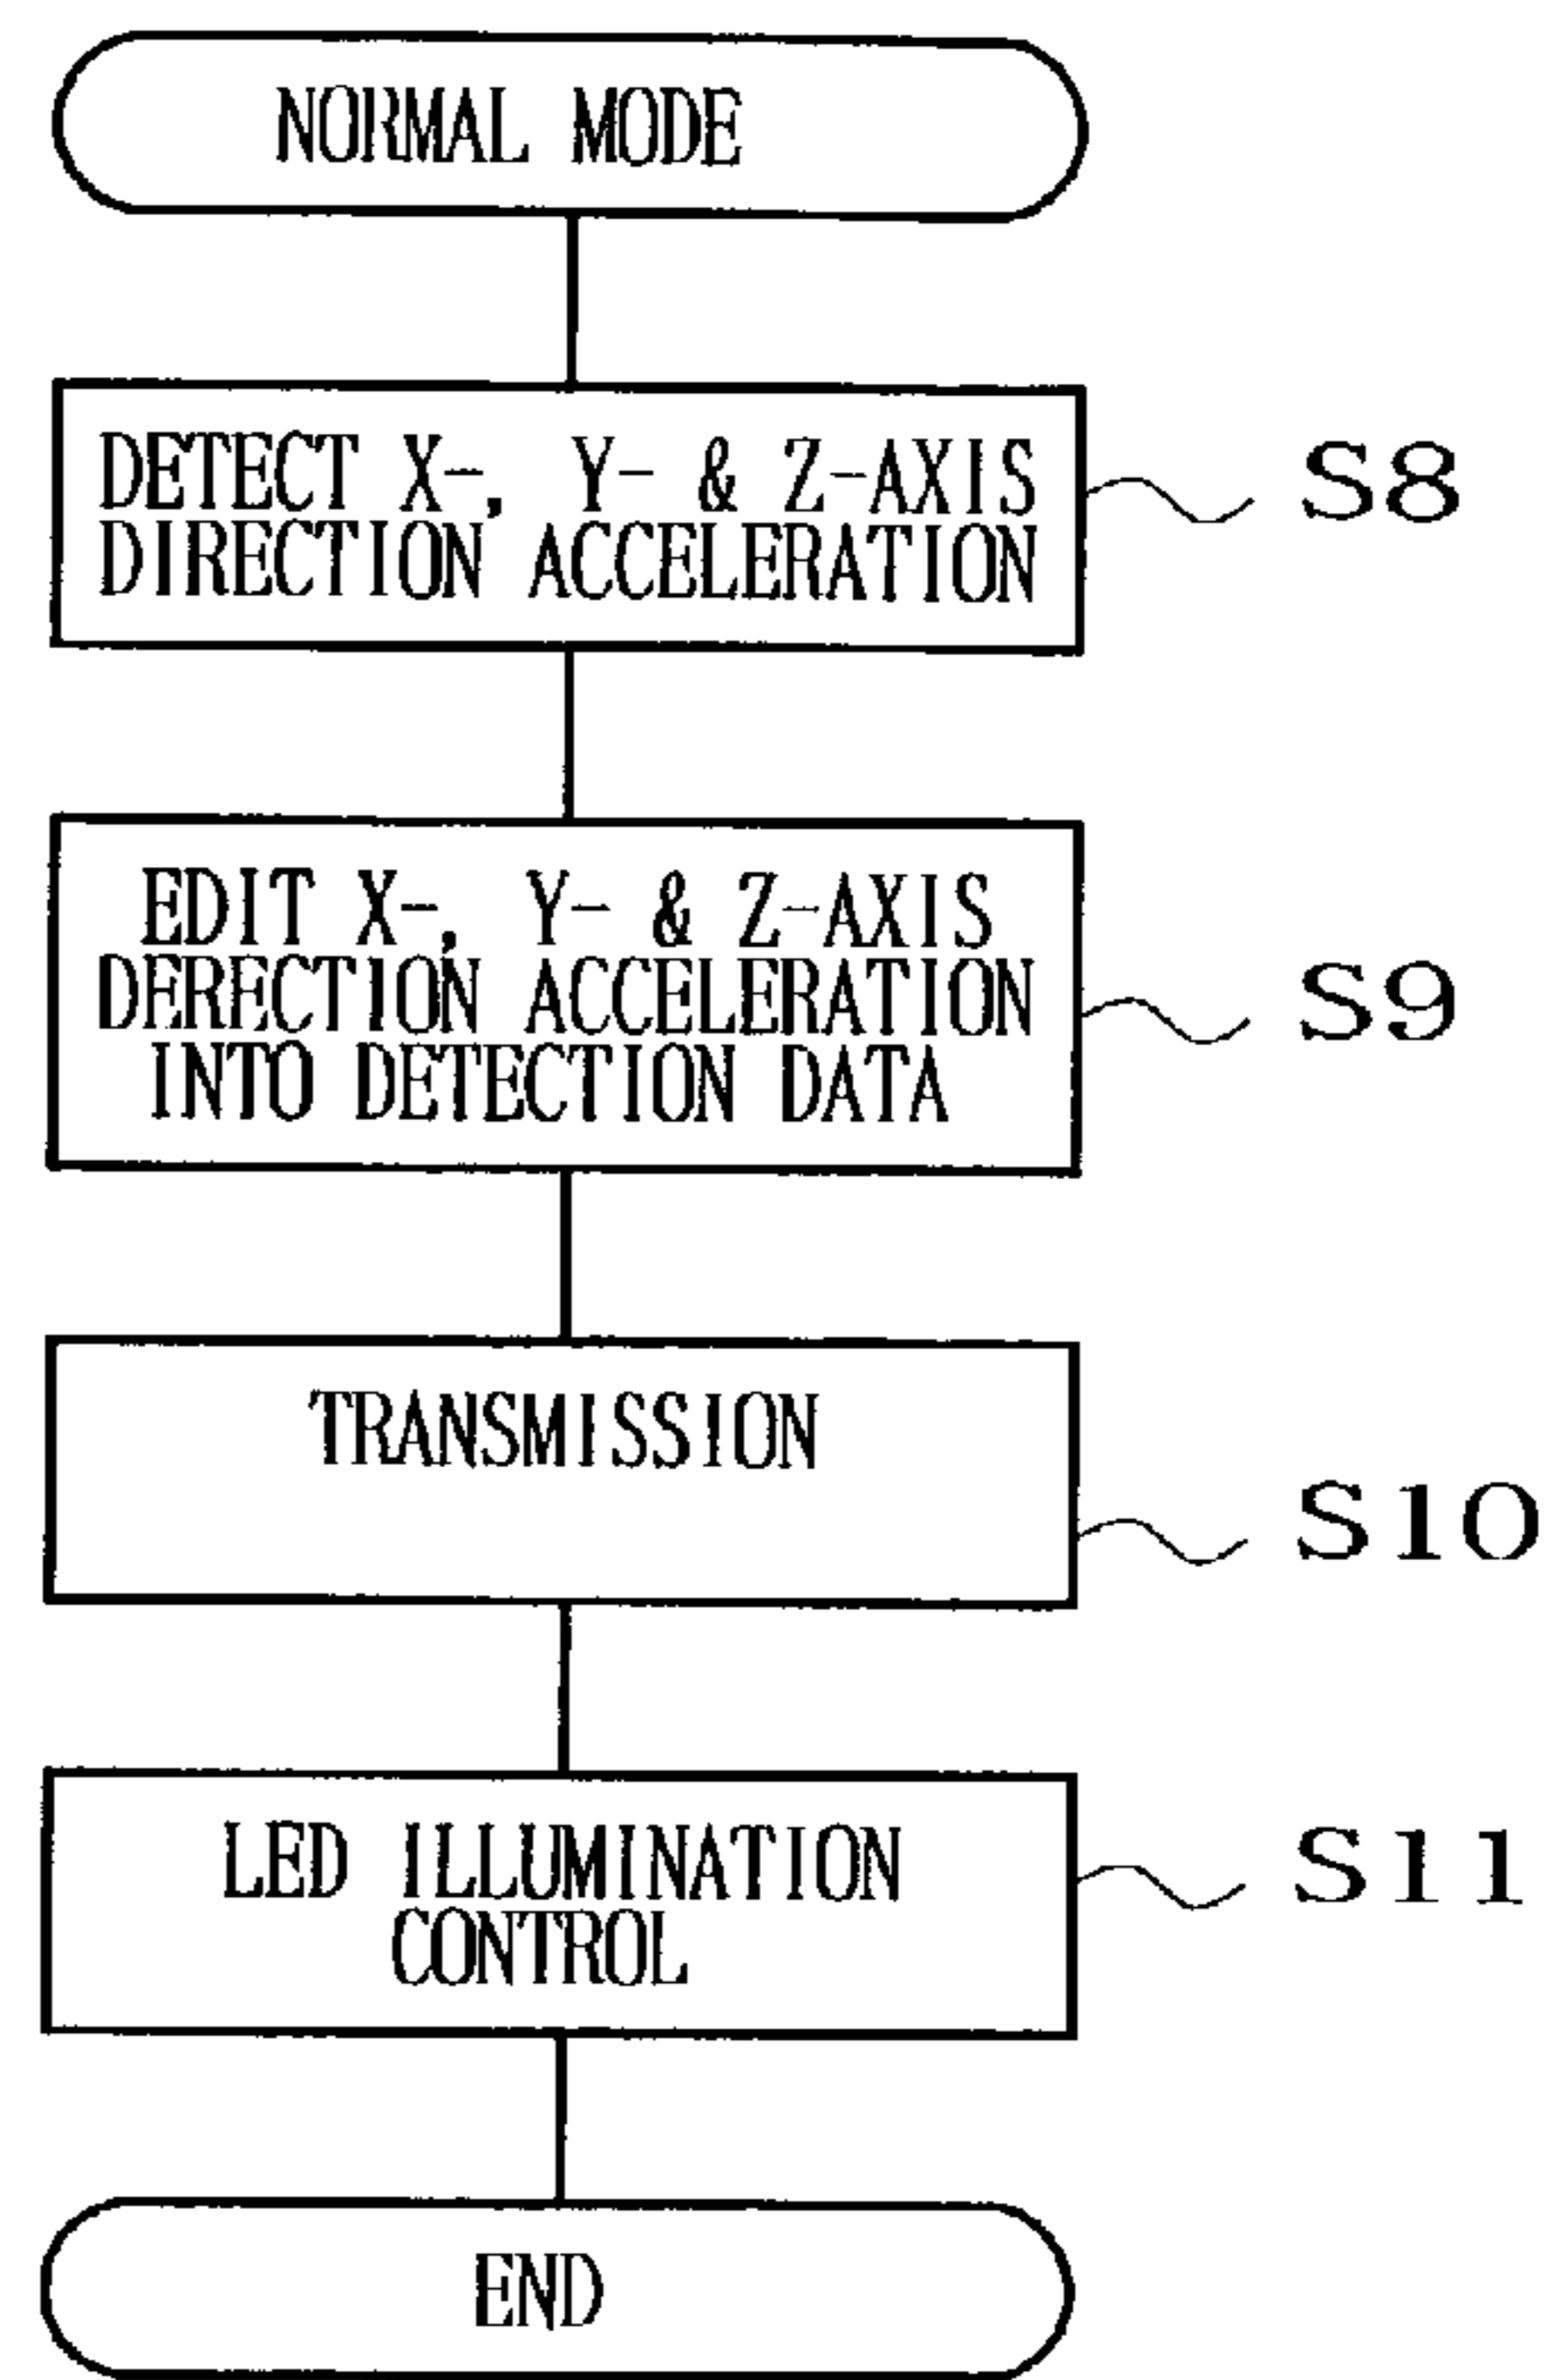 NORMAL MODE
DETECT X-, Y- & Z-AXIS
DIRECTION ACCELERATION
S8
EDIT X-, Y- & Z-AXIS
DERECTION ACCELERATION
INTO DETECTION DATA
S9
TRANSMISSION
S10
LED ILLUMINATION
CONTROL
S11
END